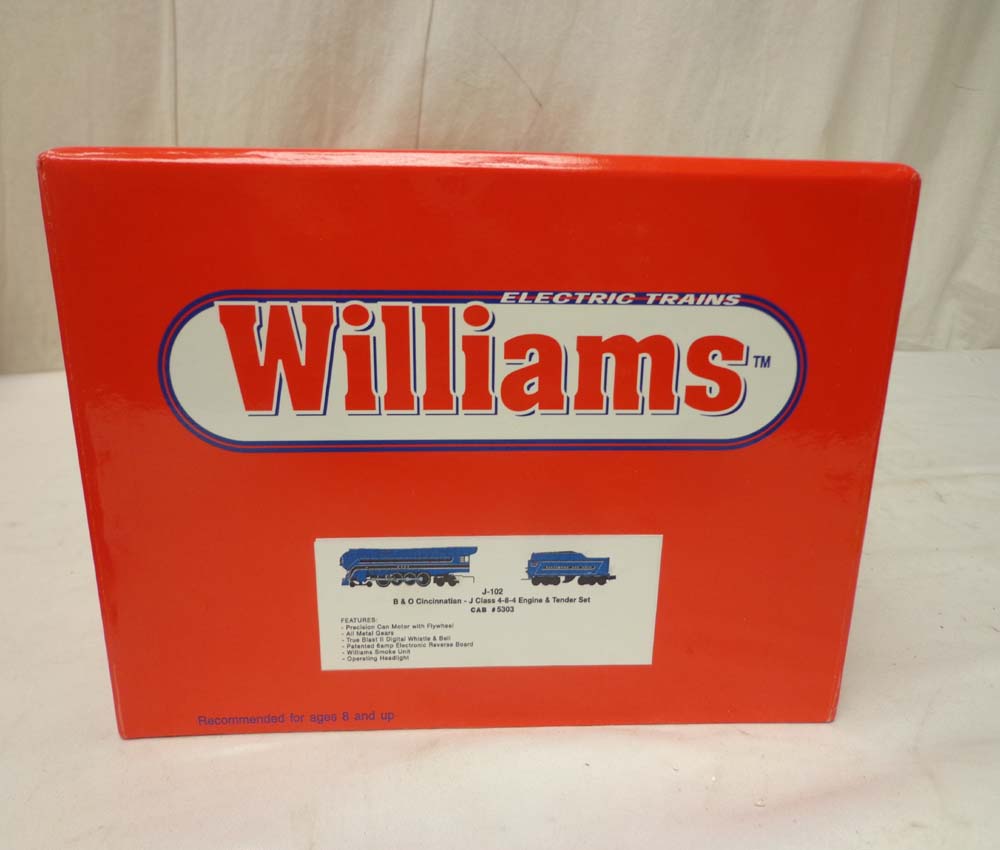 ELECTRIC TRAINS
Williams™
J-102
B & O Cincinnatian - J Class 4-8-4 Engine & Tender Set
CAB # 5303
FEATURES:
- Precision Can Motor with Flywheel
- All Metal Gears
- True Blast II Digital Whistle & Bell
- Patented 6amp Electronic Reverse Board
- Williams Smoke Unit
- Operating Headlight
Recommended for ages 8 and up